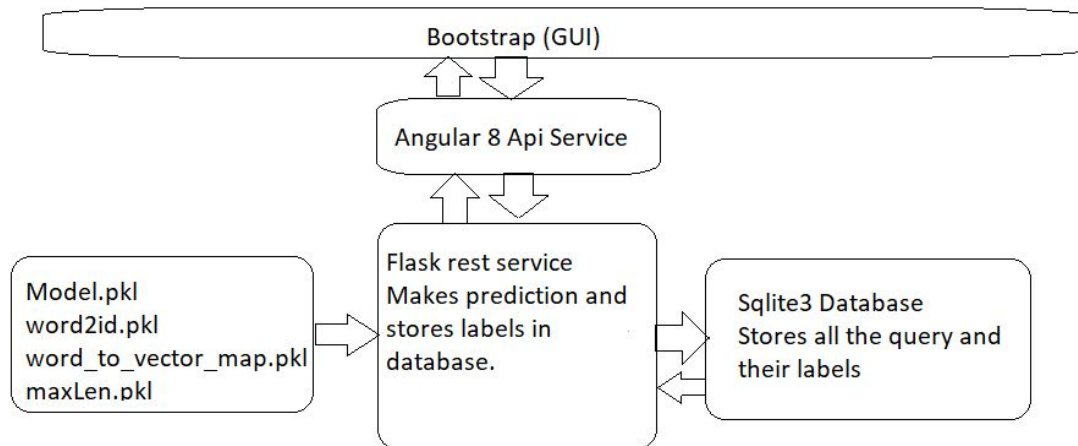 Bootstrap (GUI)
Angular 8 Api Service
Flask rest service
Makes prediction and
stores labels in
database.
Model.pkl
word2id.pkl
word_to_vector_map.pkl
maxLen.pkl
Sqlite3 Database
Stores all the query and
their labels